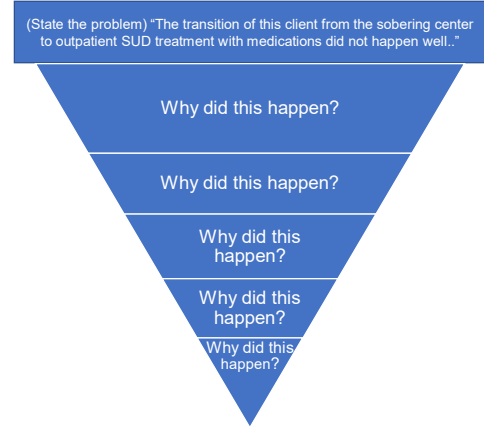 (State the problem) “The transition of this client from the sobering center
to outpatient SUD treatment with medications did not happen well..”
Why did this happen?
Why did this happen?
Why did this
happen?
Why did this
happen?
Why did this
happen?